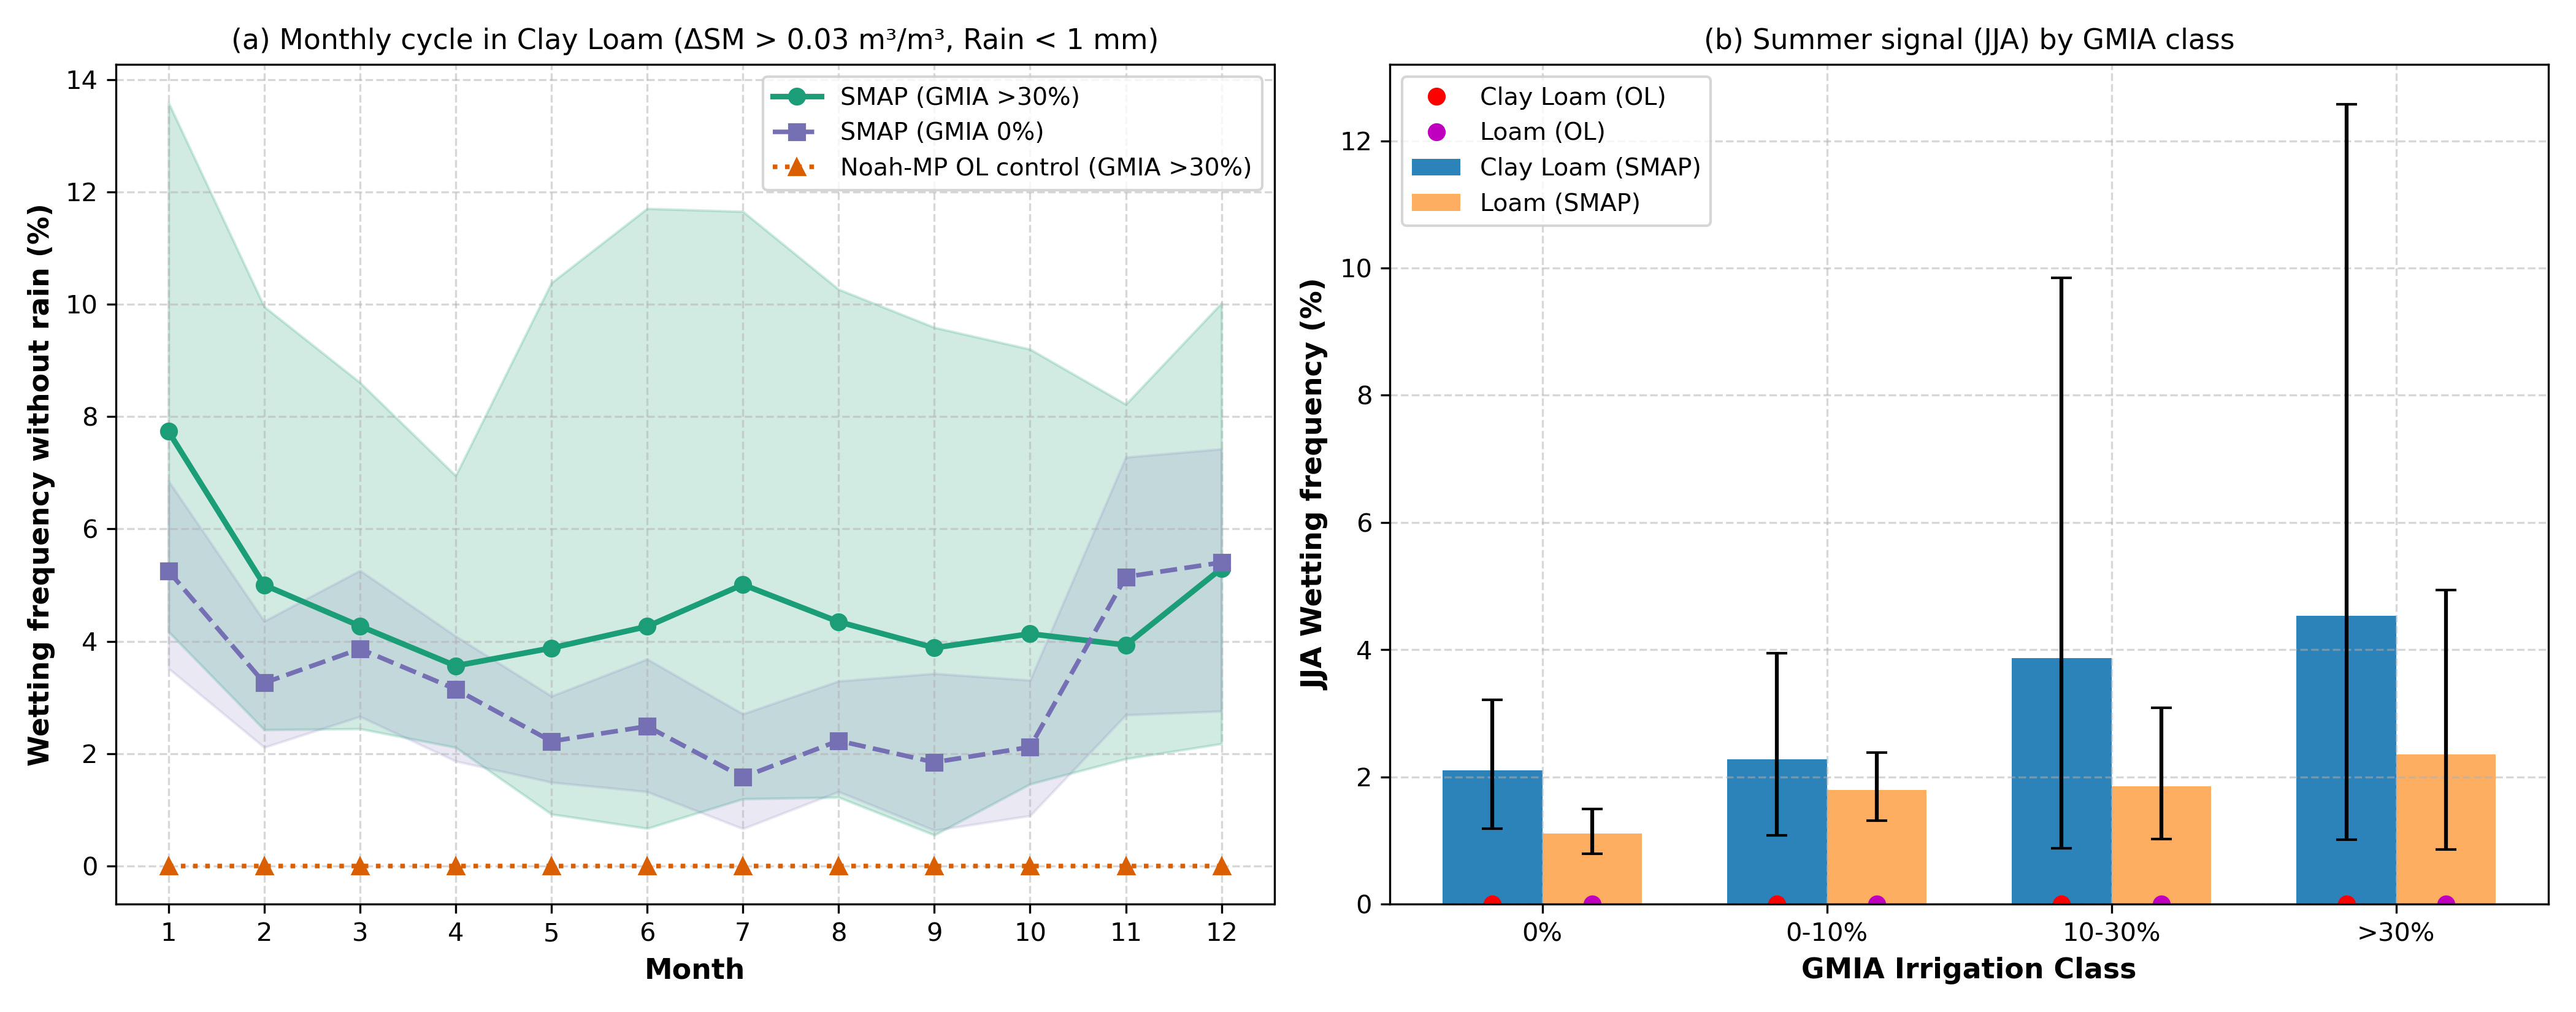 (a) Monthly cycle in Clay Loam (ΔSM > 0.03 m³/m³, Rain < 1 mm)
Wetting frequency without rain (%)
14
12
10
8
6
4
2
0
SMAP (GMIA >30%)
SMAP (GMIA 0%)
Noah-MP OL control (GMIA >30%)
1 2 3 4 5 6 7 8 9 10 11 12
Month
(b) Summer signal (JJA) by GMIA class
JJA Wetting frequency (%)
12
10
8
6
4
2
0
Clay Loam (OL)
Loam (OL)
Clay Loam (SMAP)
Loam (SMAP)
0% 0-10% 10-30% >30%
GMIA Irrigation Class